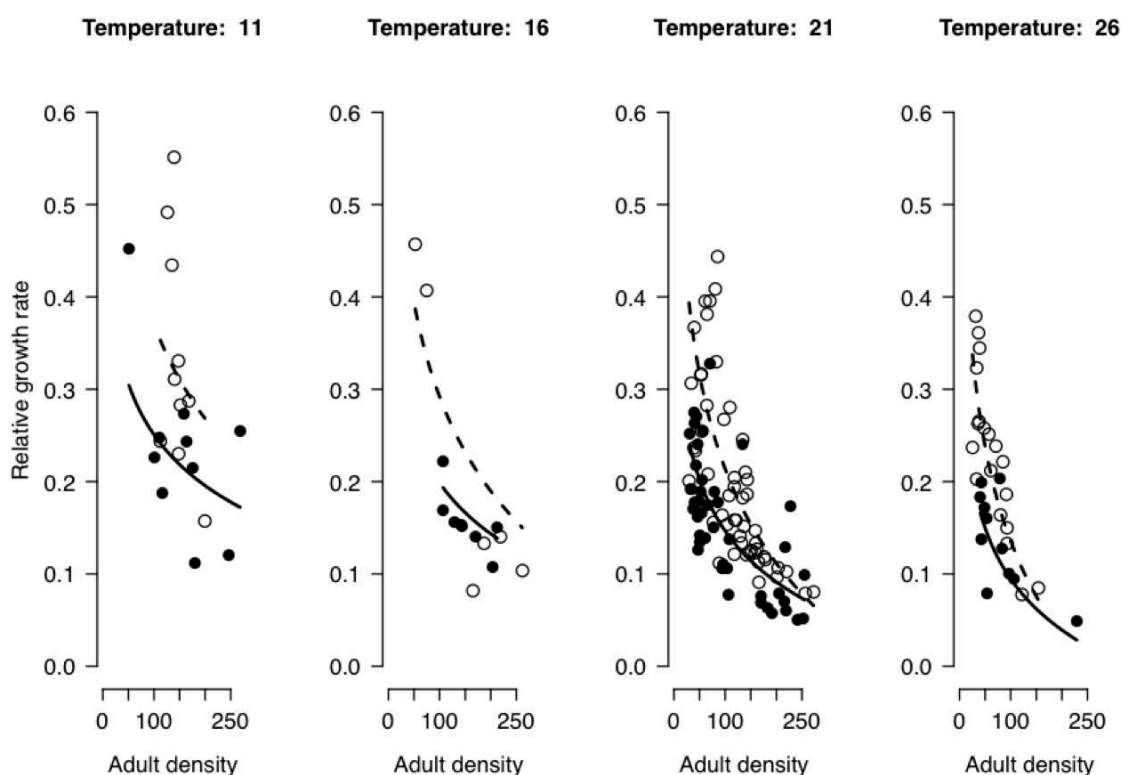 Temperature: 11 Temperature: 16 Temperature: 21 Temperature: 26
0.6 0.6 0.6 0.6
0.5 0.5 0.5 0.5
0.4 0.4 0.4 0.4
Relative growth rate
0.3 0.3 0.3 0.3
0.2 0.2 0.2 0.2
0.1 0.1 0.1 0.1
0.0 0.0 0.0 0.0
0 100 250 0 100 250 0 100 250 0 100 250
Adult density Adult density Adult density Adult density